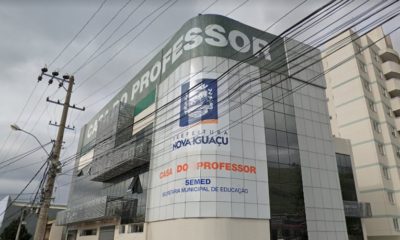 CASA DO PROFESSOR
PREFEITURA
NOVA IGUAÇU
CASA DO PROFESSOR
SEMED
SECRETARIA MUNICIPAL DE EDUCAÇÃO